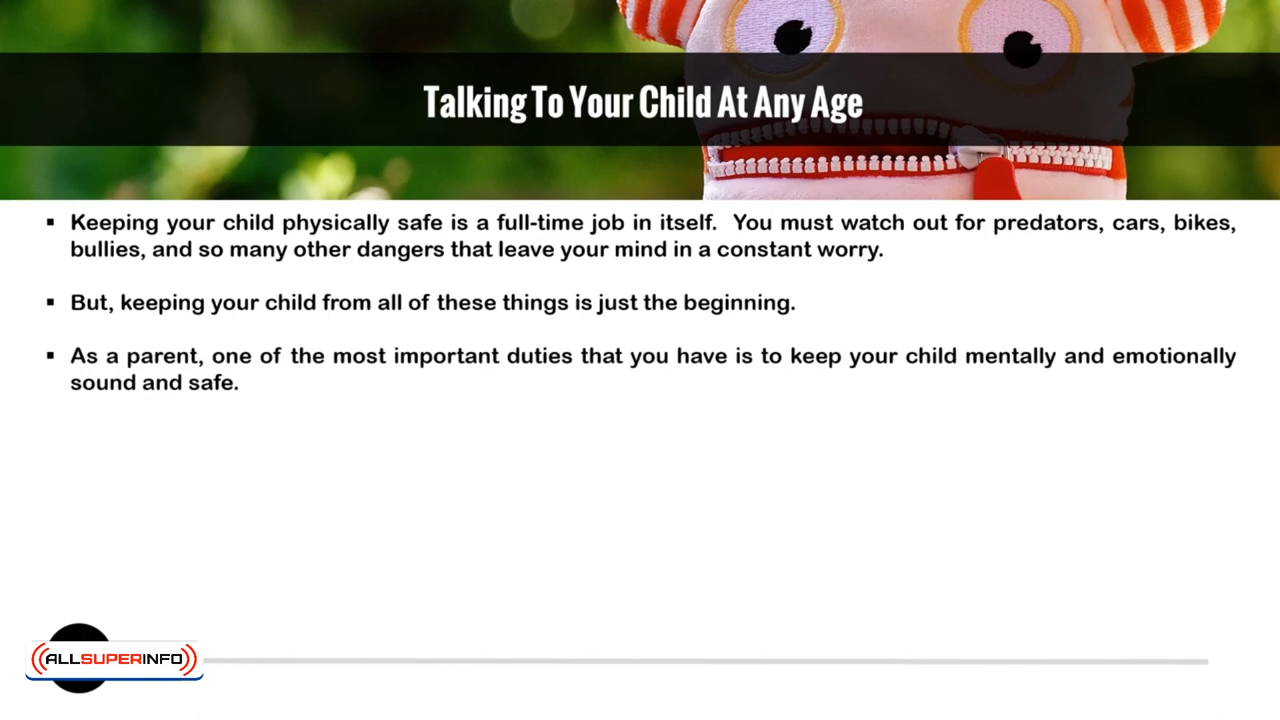 Talking To Your Child At Any Age
▪ Keeping your child physically safe is a full-time job in itself.  You must watch out for predators, cars, bikes,
bullies, and so many other dangers that leave your mind in a constant worry.
▪ But, keeping your child from all of these things is just the beginning.
▪ As a parent, one of the most important duties that you have is to keep your child mentally and emotionally
sound and safe.
ALLSUPERINFO